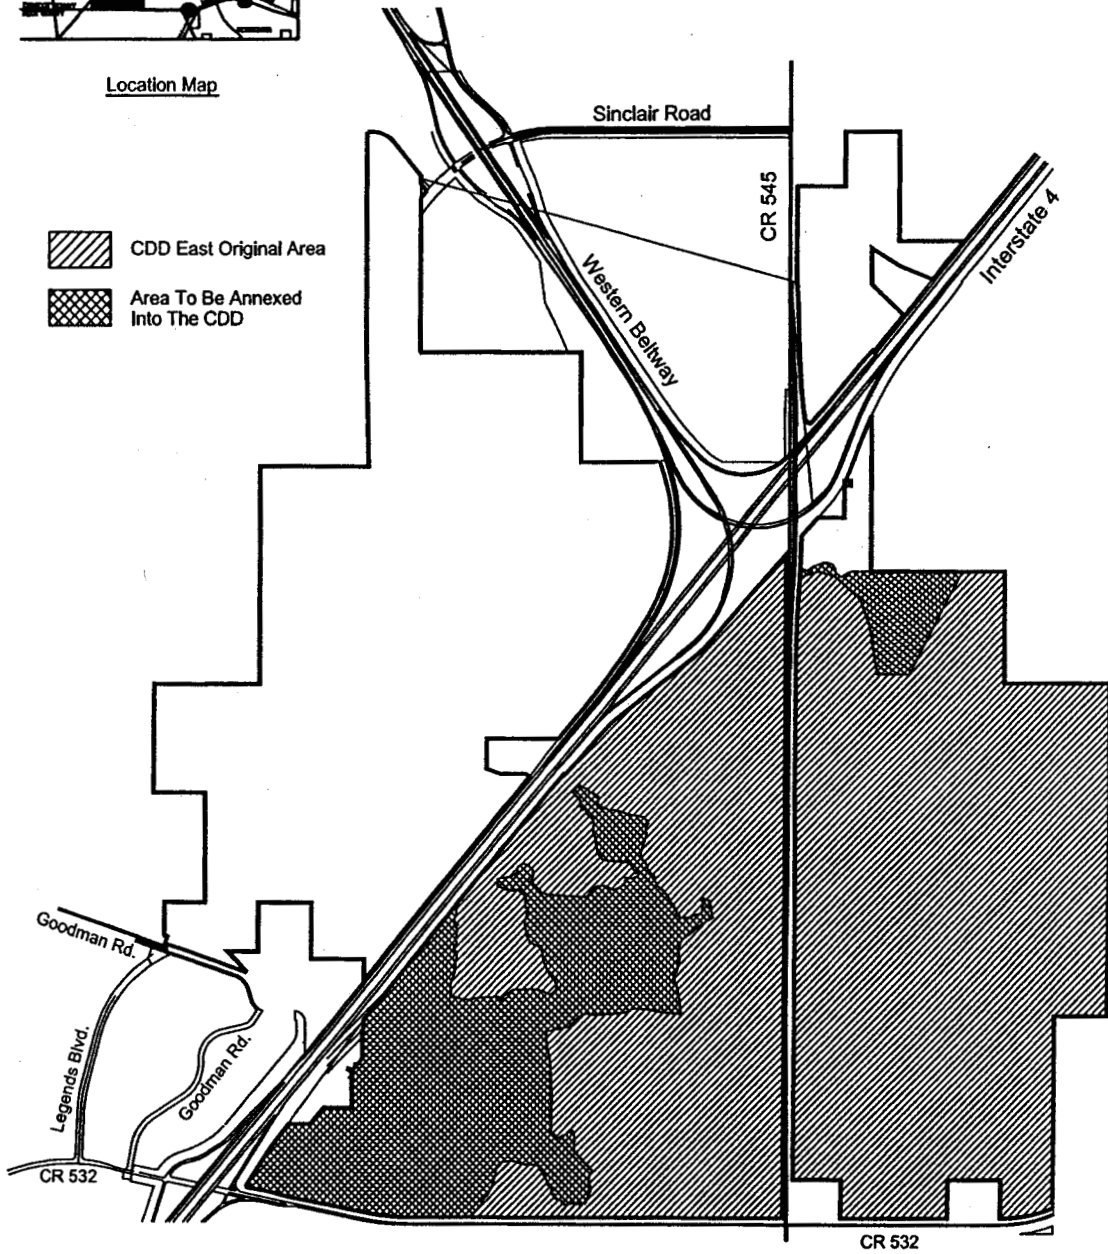 Location Map
Sinclair Road
CR 545
Interstate 4
CDD East Original Area
Area To Be Annexed
Into The CDD
Western Beltway
Goodman Rd.
Legends Blvd.
Goodman Rd.
CR 532
CR 532